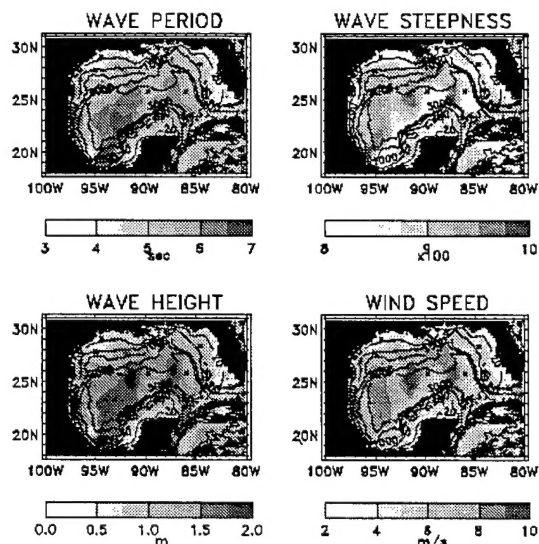 WAVE PERIOD
WAVE STEEPNESS
30N
25N
20N
100W 95W 90W 85W 80W
30N
25N
20N
100W 95W 90W 85W 80W
3 4 5 6 7
sec
8 9 10
x100
WAVE HEIGHT
WIND SPEED
30N
25N
20N
100W 95W 90W 85W 80W
30N
25N
20N
100W 95W 90W 85W 80W
0.0 0.5 1.0 1.5 2.0
m
2 4 6 8 10
m/s